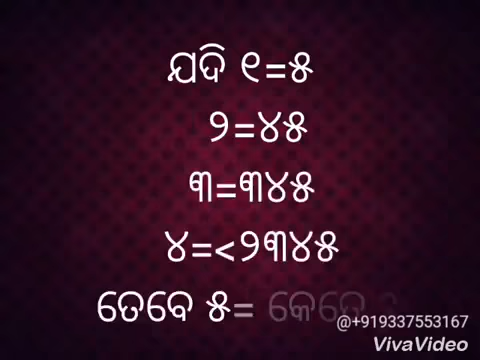 ଯଦି ୧=୫
୨=୪୫
୩=୩୪୫
୪=<୨୩୪୫
ତେବେ ୫= କେତେ ?
@+919337553167
VivaVideo